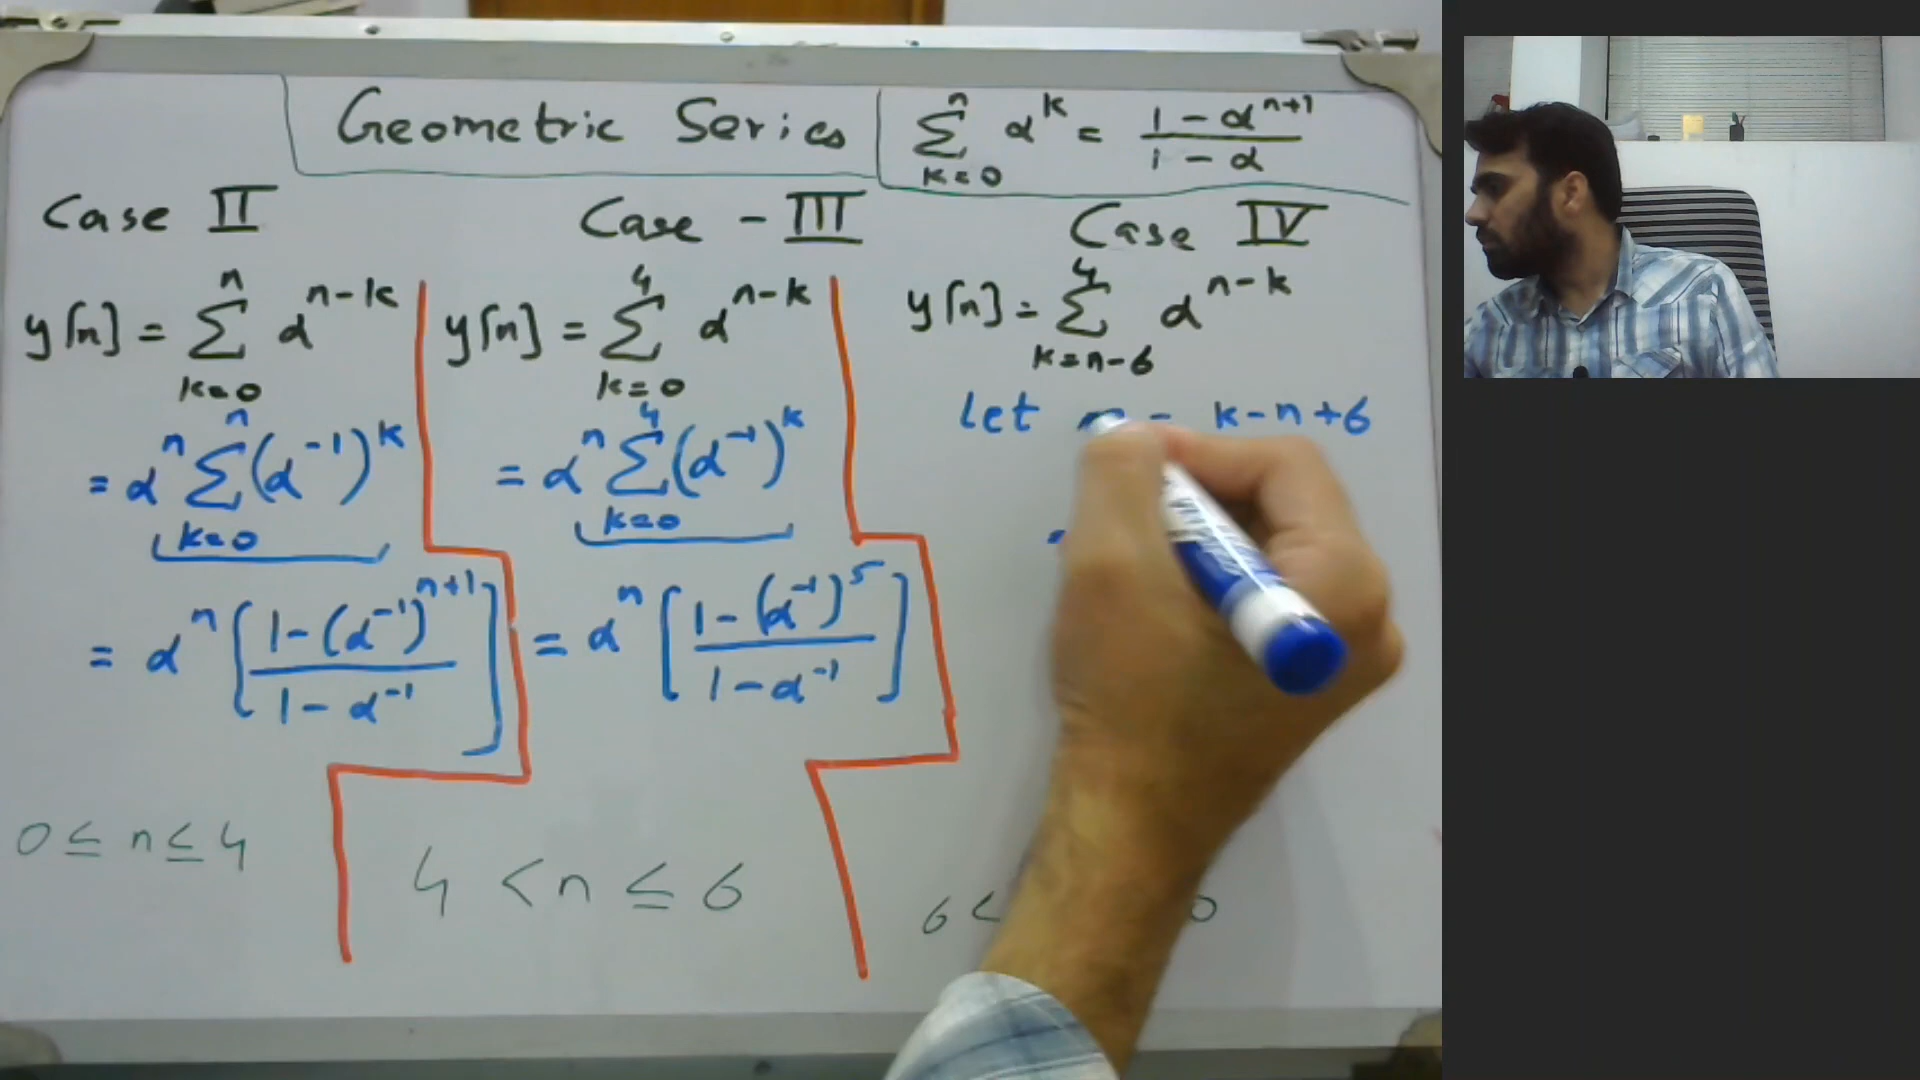 Geometric Series
∑_{k=0}^{n} α^k = (1 - α^{n+1}) / (1 - α)
Case II
y[n] = ∑_{k=0}^{n} α^{n-k}
= α^n ∑_{k=0}^{n} (α^{-1})^k
= α^n [ (1 - (α^{-1})^{n+1}) / (1 - α^{-1}) ]
0 ≤ n ≤ 4
Case - III
y[n] = ∑_{k=0}^{4} α^{n-k}
= α^n ∑_{k=0}^{4} (α^{-1})^k
= α^n [ (1 - (α^{-1})^5) / (1 - α^{-1}) ]
4 < n ≤ 6
Case IV
y[n] = ∑_{k=n-6}^{4} α^{n-k}
Let k-n+6
6 <